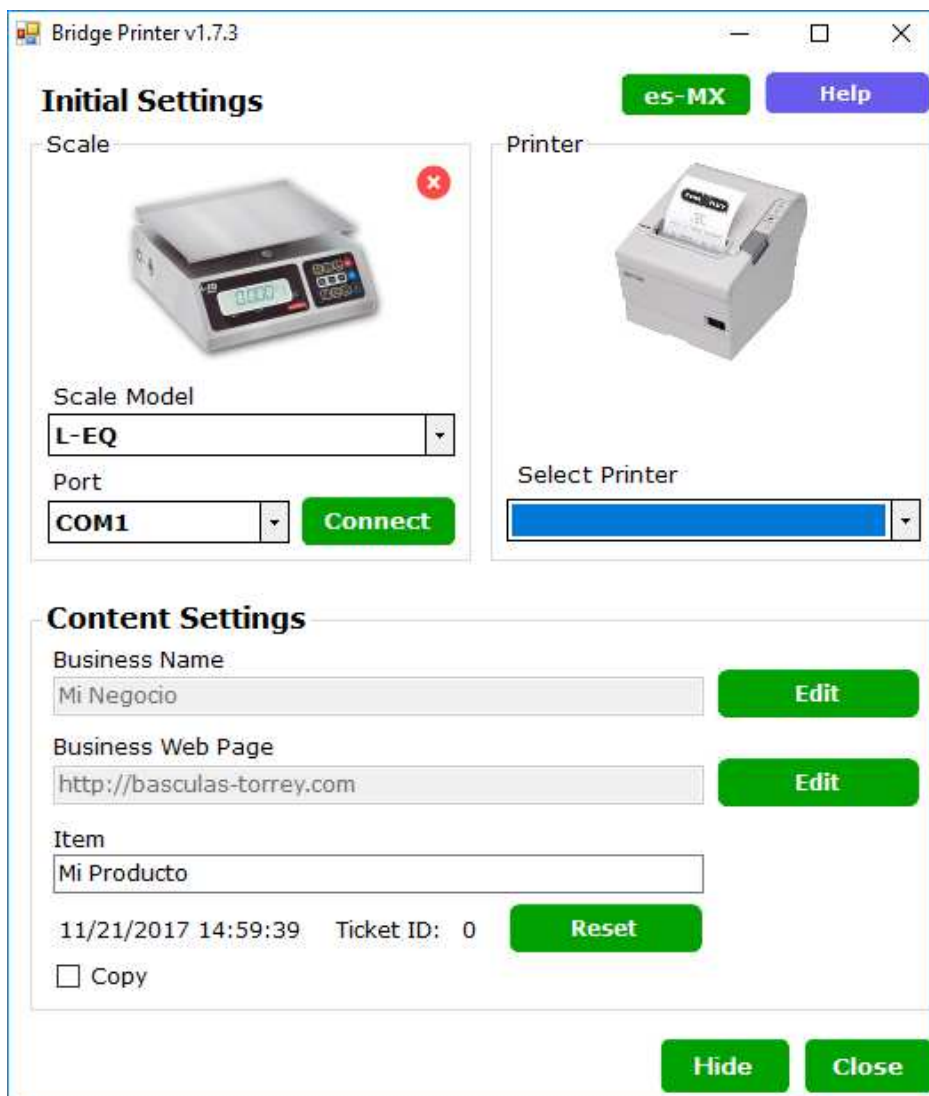 Bridge Printer v1.7.3
Initial Settings
es-MX
Help
Scale
Printer
Scale Model
L-EQ
Port
COM1
Connect
Select Printer
Content Settings
Business Name
Mi Negocio
Edit
Business Web Page
http://basculas-torrey.com
Edit
Item
Mi Producto
11/21/2017 14:59:39 Ticket ID: 0
Reset
Copy
Hide
Close